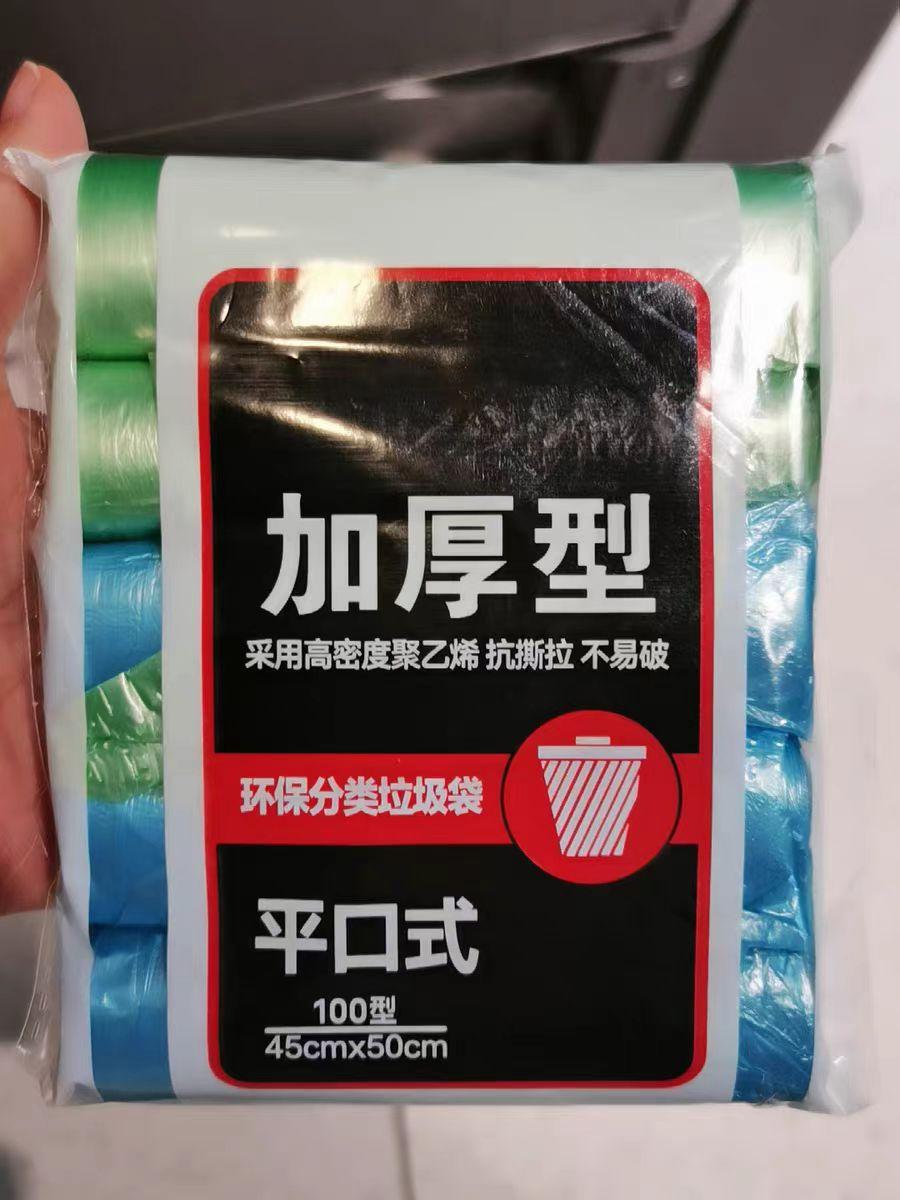 加厚型
采用高密度聚乙烯 抗撕拉 不易破
环保分类垃圾袋
平口式
100型
45cmx50cm